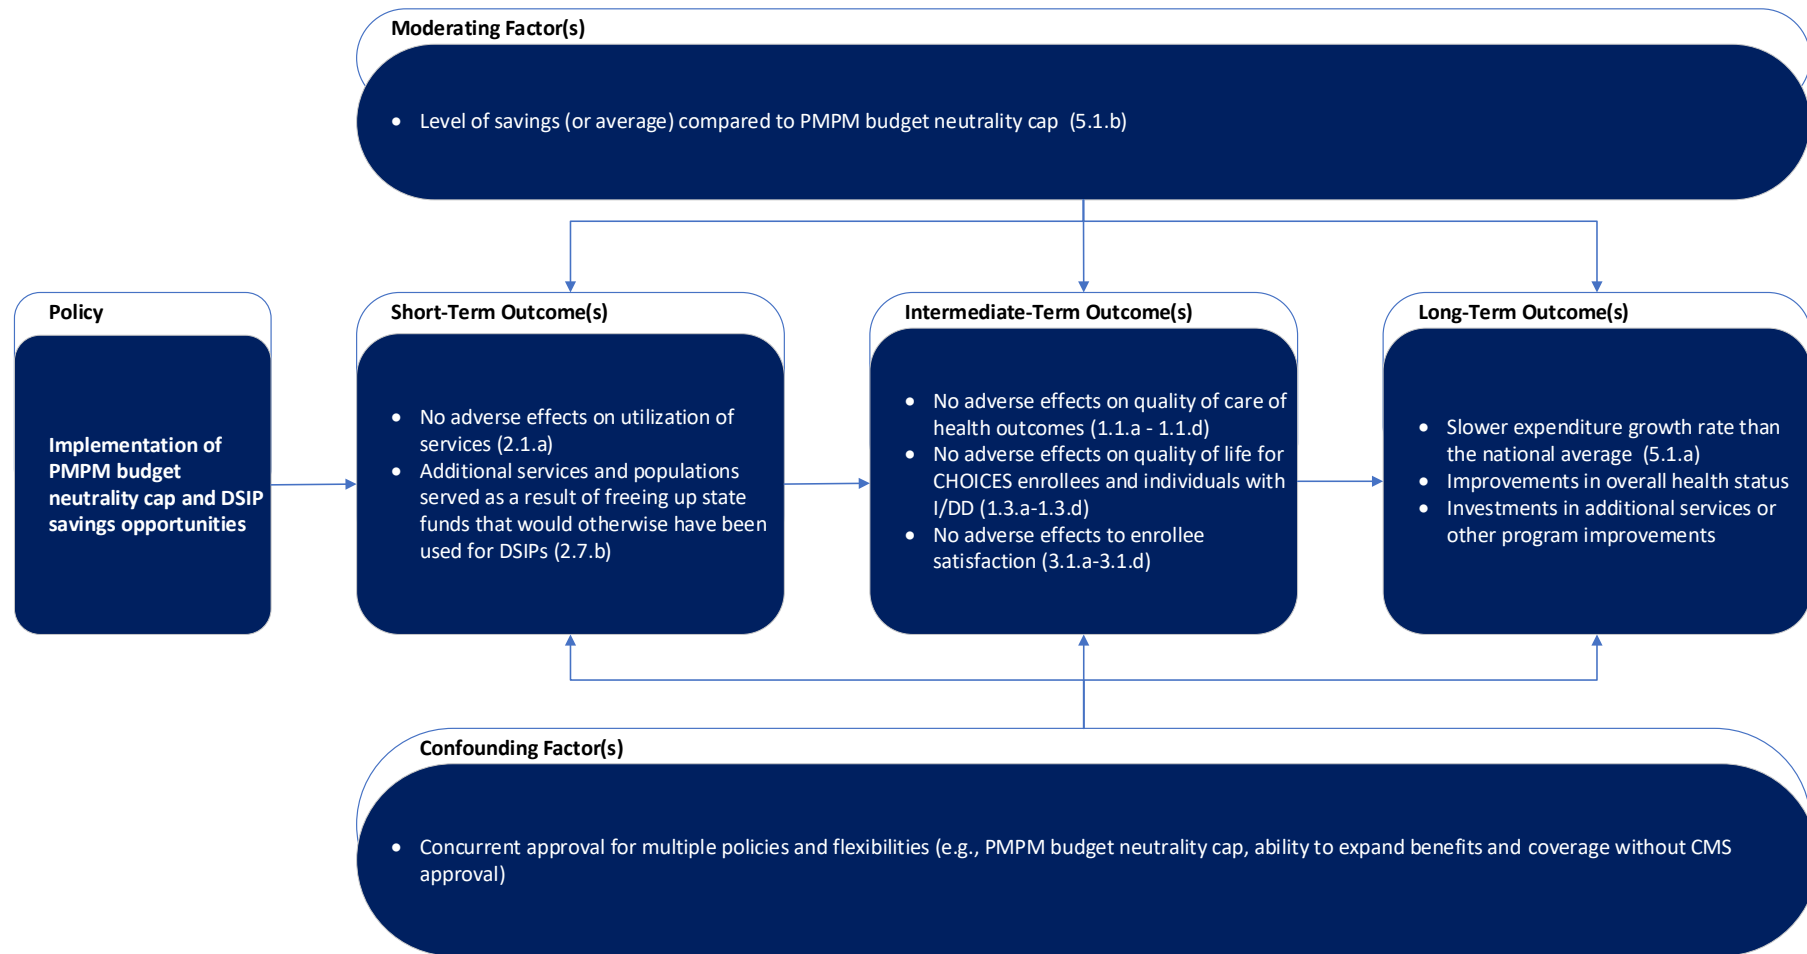 Moderating Factor(s)
• Level of savings (or average) compared to PMPM budget neutrality cap (5.1.b)
Policy
Implementation of
PMPM budget
neutrality cap and DSIP
savings opportunities
Short-Term Outcome(s)
• No adverse effects on utilization of
services (2.1.a)
• Additional services and populations
served as a result of freeing up state
funds that would otherwise have been
used for DSIPs (2.7.b)
Intermediate-Term Outcome(s)
• No adverse effects on quality of care of
health outcomes (1.1.a - 1.1.d)
• No adverse effects on quality of life for
CHOICES enrollees and individuals with
I/DD (1.3.a-1.3.d)
• No adverse effects to enrollee
satisfaction (3.1.a-3.1.d)
Long-Term Outcome(s)
• Slower expenditure growth rate than
the national average (5.1.a)
• Improvements in overall health status
• Investments in additional services or
other program improvements
Confounding Factor(s)
• Concurrent approval for multiple policies and flexibilities (e.g., PMPM budget neutrality cap, ability to expand benefits and coverage without CMS
approval)